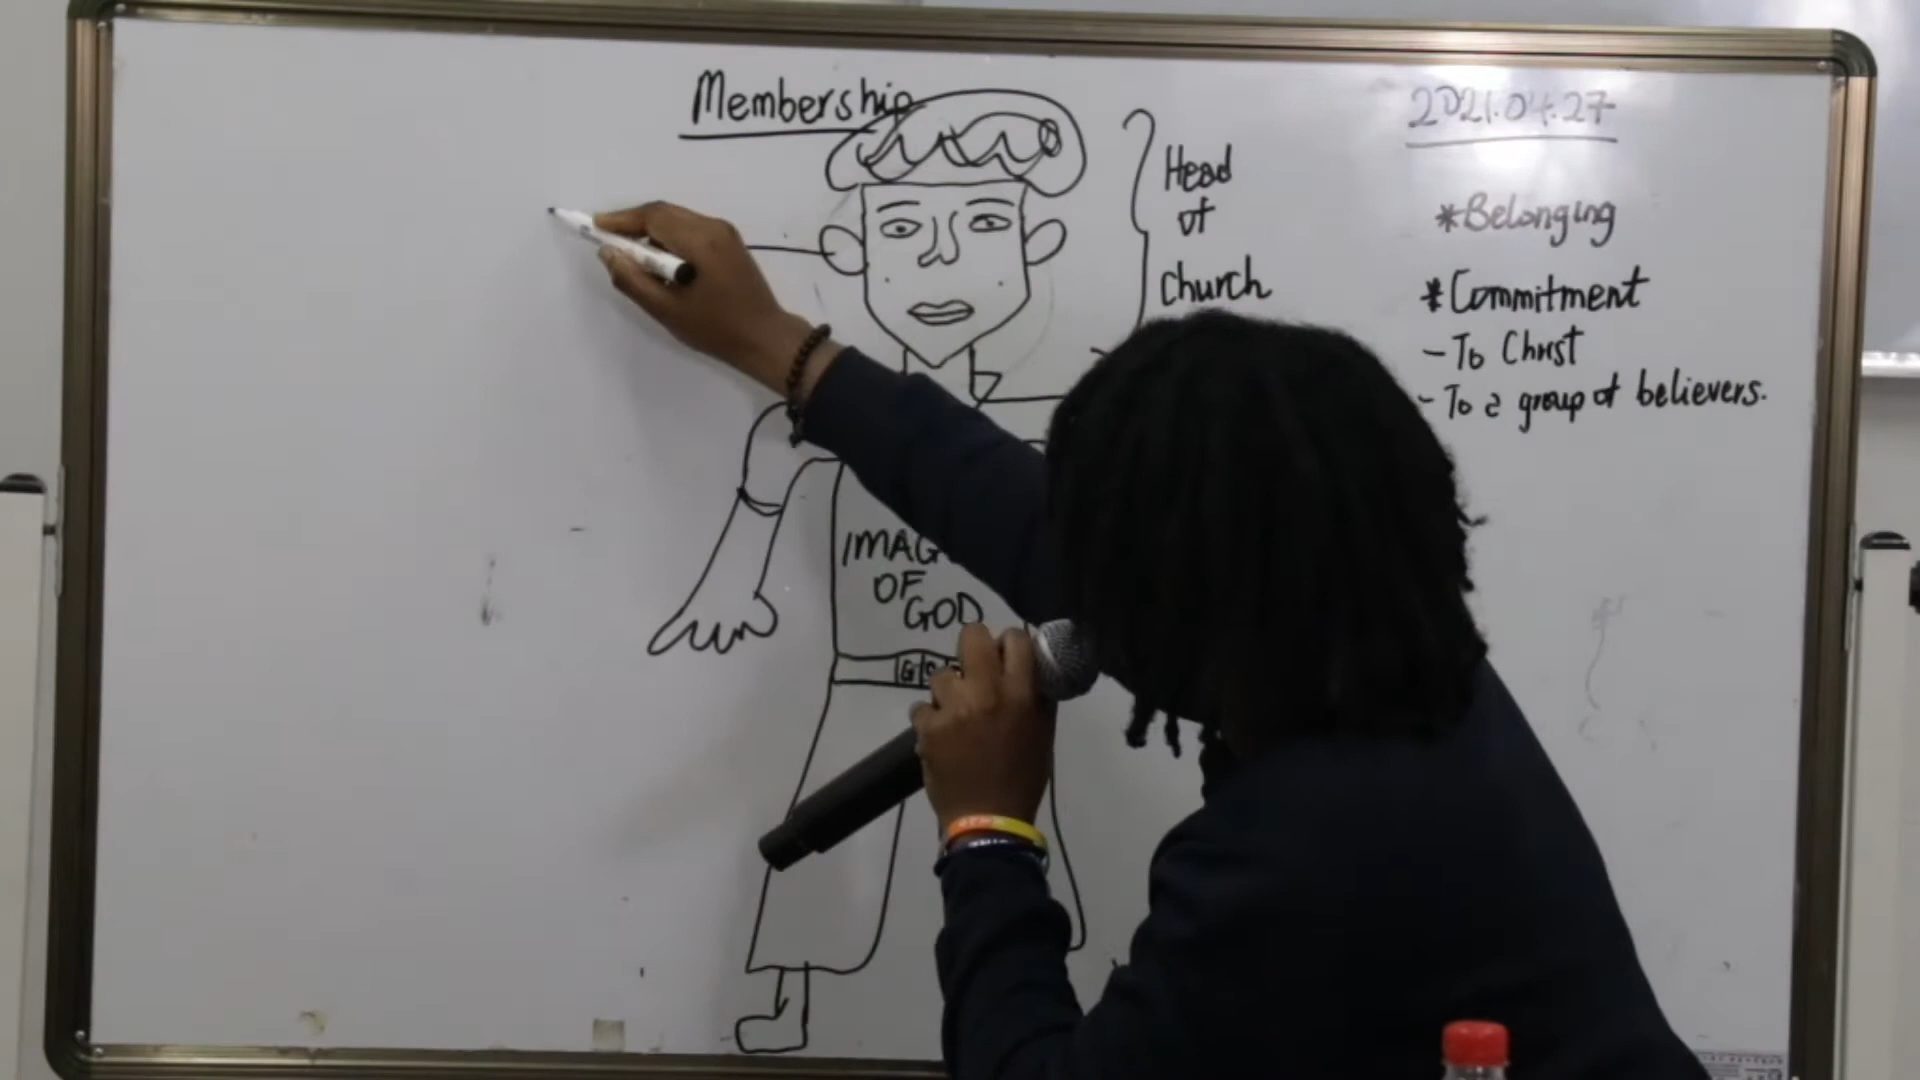 Membership
2021.04.27
Head
of
Church
*Belonging
*Commitment
- To Christ
- To a group of believers.
IMAG
OF
GOD